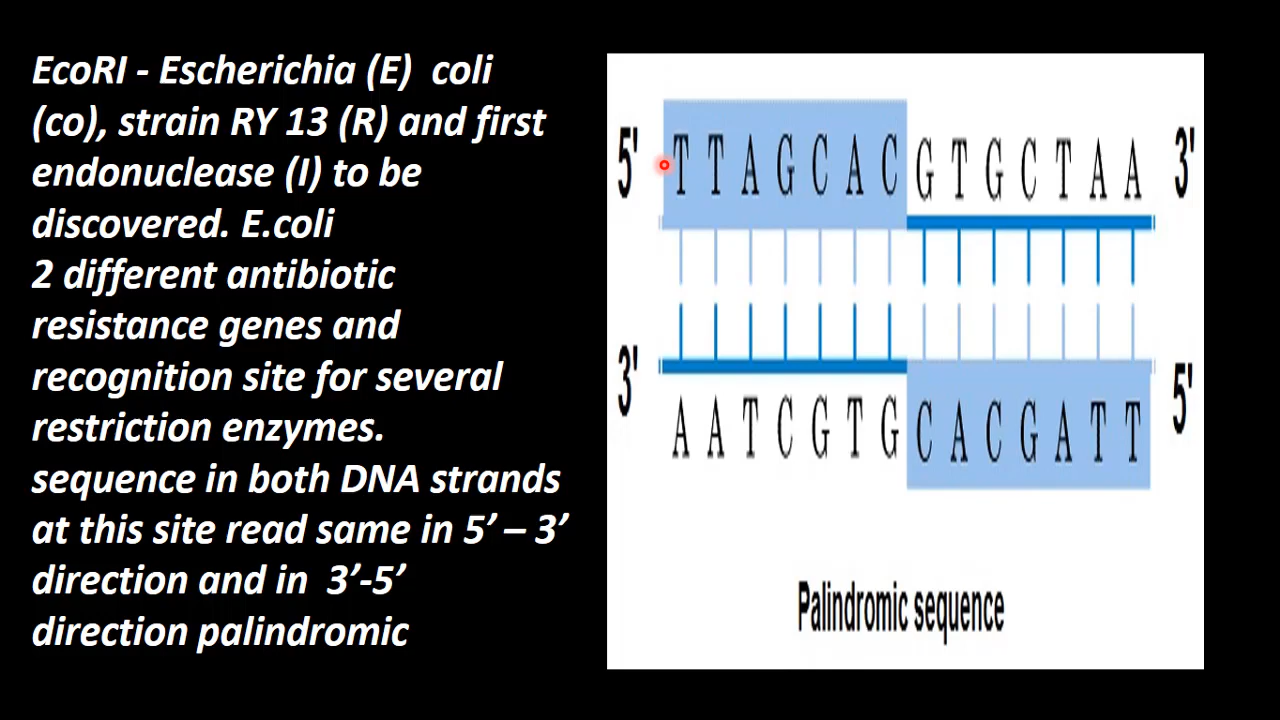 EcoRI - Escherichia (E) coli
(co), strain RY 13 (R) and first
endonuclease (I) to be
discovered. E.coli
2 different antibiotic
resistance genes and
recognition site for several
restriction enzymes.
sequence in both DNA strands
at this site read same in 5’ – 3’
direction and in 3’-5’
direction palindromic
5' T T A G C A C G T G C T A A 3'
3' A A T C G T G C A C G A T T 5'
Palindromic sequence